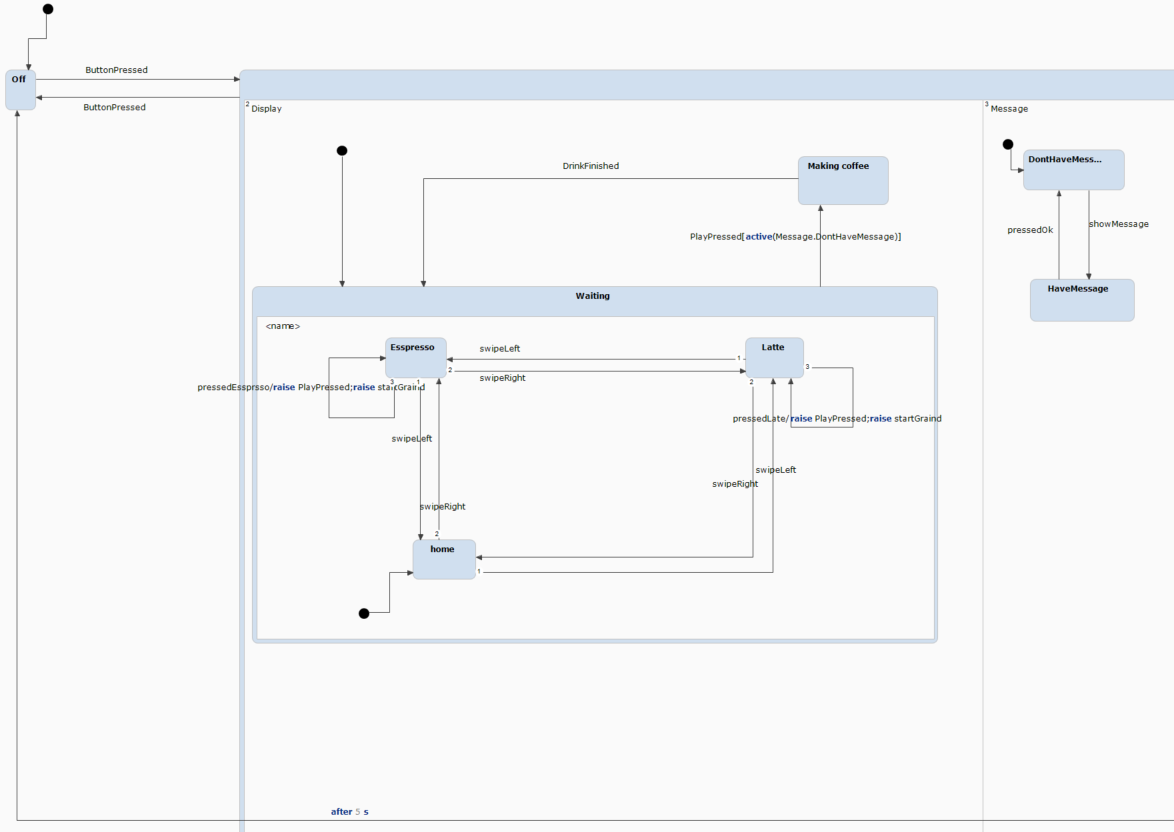 Off
ButtonPressed
ButtonPressed
2 Display
3 Message
DrinkFinished
Making coffee
PlayPressed[active(Message.DontHaveMessage)]
DontHaveMess...
pressedOk
showMessage
HaveMessage
Waiting
<name>
Esspresso
swipeLeft
1
Latte
2
swipeRight
3
3
1
2
pressedEssprsso/raise PlayPressed;raise startGraind
pressedLate/raise PlayPressed;raise startGraind
swipeLeft
swipeLeft
swipeRight
swipeRight
2
home
1
after 5 s